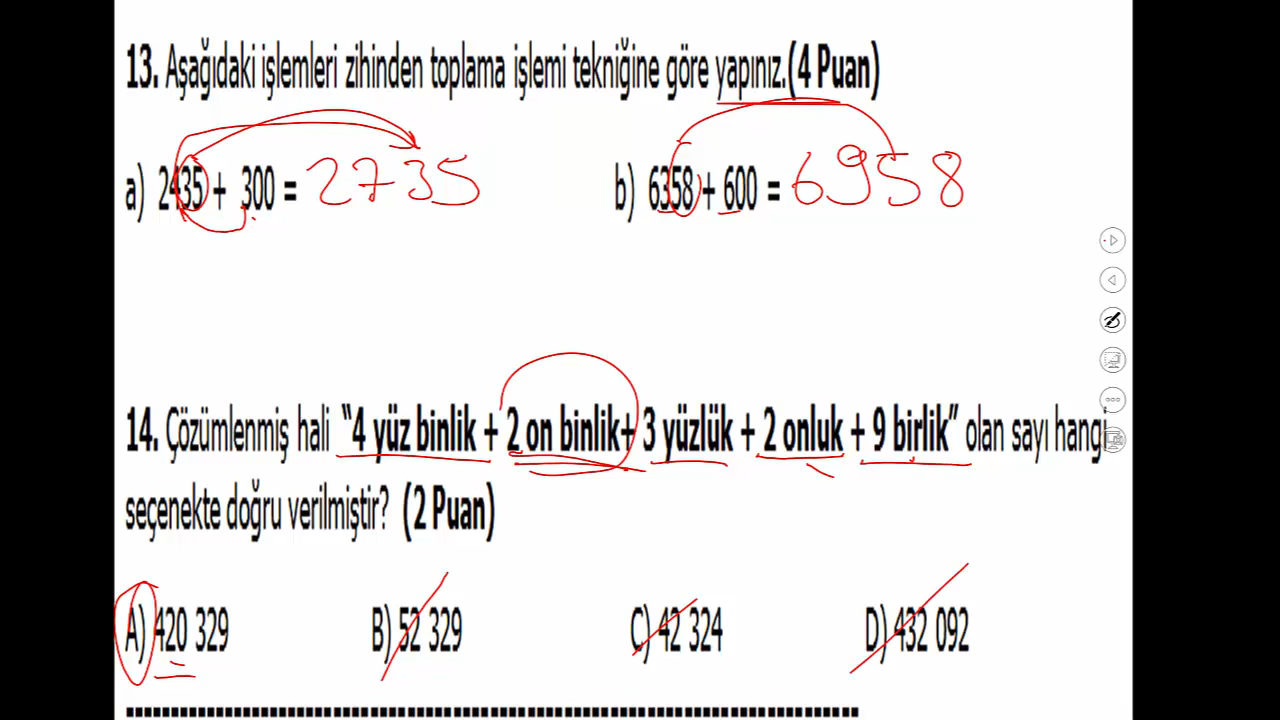 13. Aşağıdaki işlemleri zihinden toplama işlemi tekniğine göre yapınız.(4 Puan)
a) 2435 + 300 = 2735 b) 6358 + 600 = 6958
14. Çözümlenmiş hali "4 yüz binlik + 2 on binlik+ 3 yüzlük + 2 onluk + 9 birlik" olan sayı hangi
seçenekte doğru verilmiştir? (2 Puan)
A) 420 329 B) 52 329 C) 42 324 D) 432 092